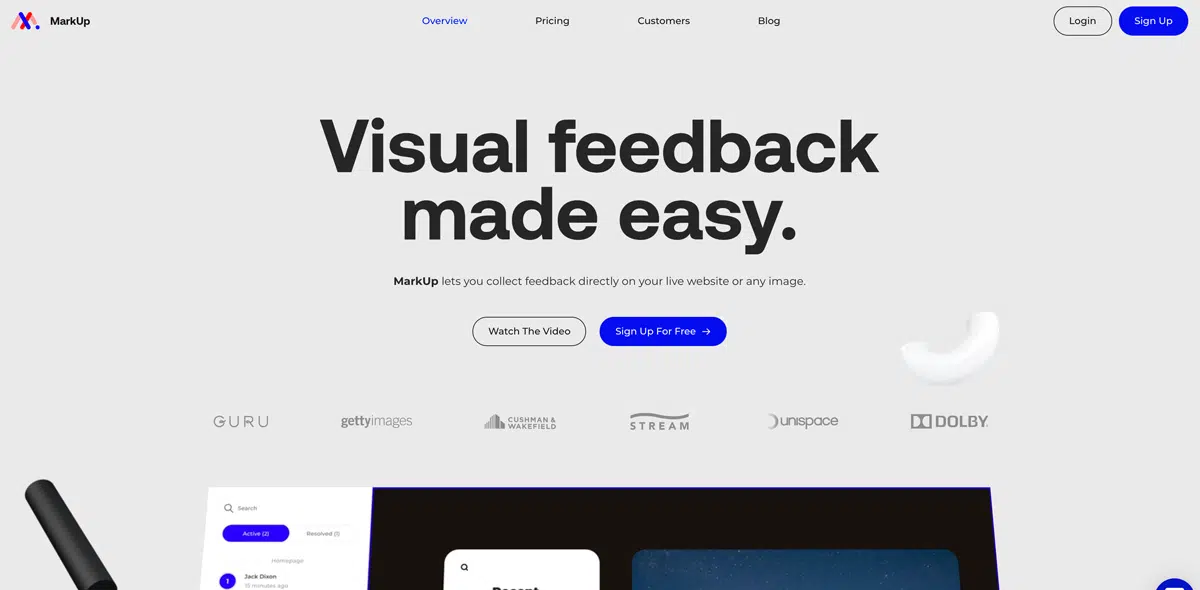 MarkUp
Overview
Pricing
Customers
Blog
Login
Sign Up
Visual feedback
made easy.
MarkUp lets you collect feedback directly on your live website or any image.
Watch The Video
Sign Up For Free →
GURU
gettyimages
CUSHMAN &
WAKEFIELD
STREAM
unispace
DOLBY
Search
Active (2)
Resolved (1)
Homepage
1
Jack Dixon
15 minutes ago